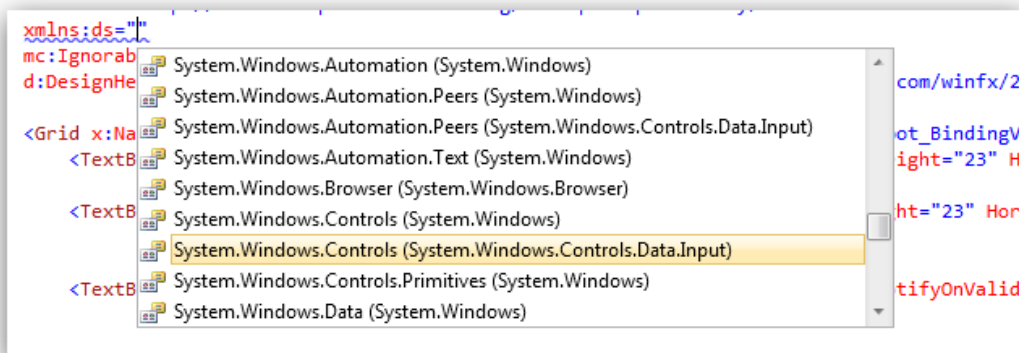 xmlns:ds=""
mc:Ignorab
System.Windows.Automation (System.Windows)
d:DesignHe
com/winfx/2
System.Windows.Automation.Peers (System.Windows)
System.Windows.Automation.Peers (System.Windows.Controls.Data.Input)
<Grid x:Na
ot_BindingV
<TextB
System.Windows.Automation.Text (System.Windows)
ight="23" H
System.Windows.Browser (System.Windows.Browser)
<TextB
System.Windows.Controls (System.Windows)
ht="23" Hor
System.Windows.Controls (System.Windows.Controls.Data.Input)
<TextB
System.Windows.Controls.Primitives (System.Windows)
tifyOnValid
System.Windows.Data (System.Windows)